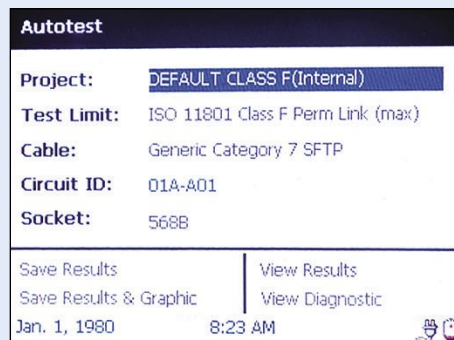 Autotest
Project: DEFAULT CLASS F(Internal)
Test Limit: ISO 11801 Class F Perm Link (max)
Cable: Generic Category 7 SFTP
Circuit ID: 01A-A01
Socket: 568B
Save Results View Results
Save Results & Graphic View Diagnostic
Jan. 1, 1980 8:23 AM